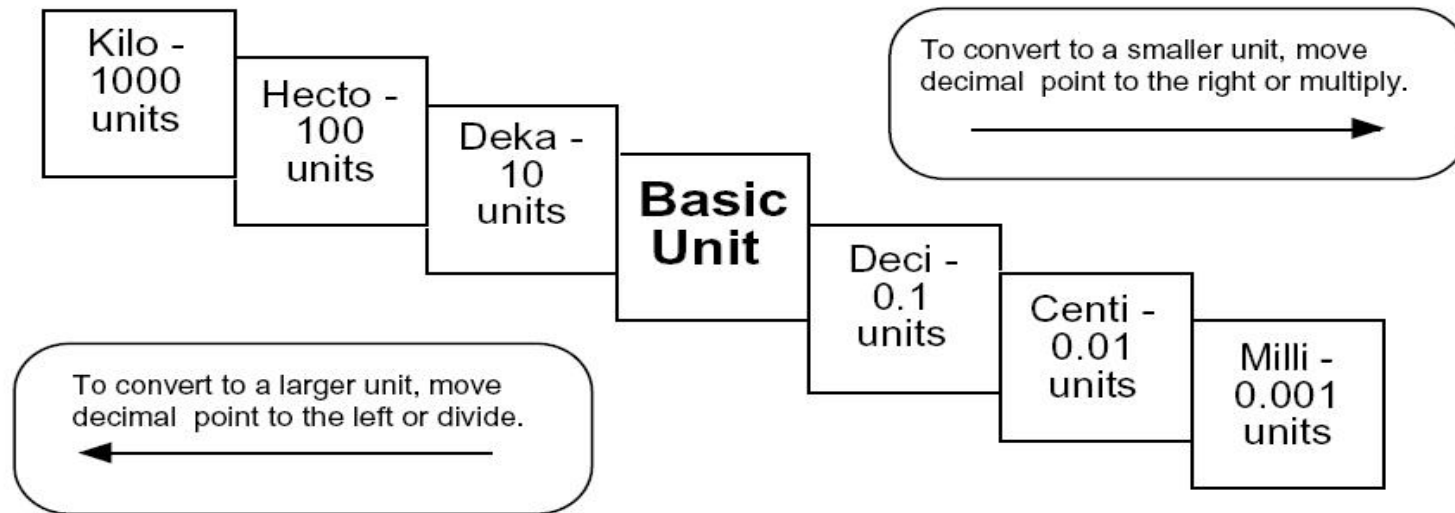 Kilo -
1000
units
Hecto -
100
units
Deka -
10
units
Basic
Unit
Deci -
0.1
units
Centi -
0.01
units
Milli -
0.001
units
To convert to a smaller unit, move
decimal  point to the right or multiply.
To convert to a larger unit, move
decimal  point to the left or divide.